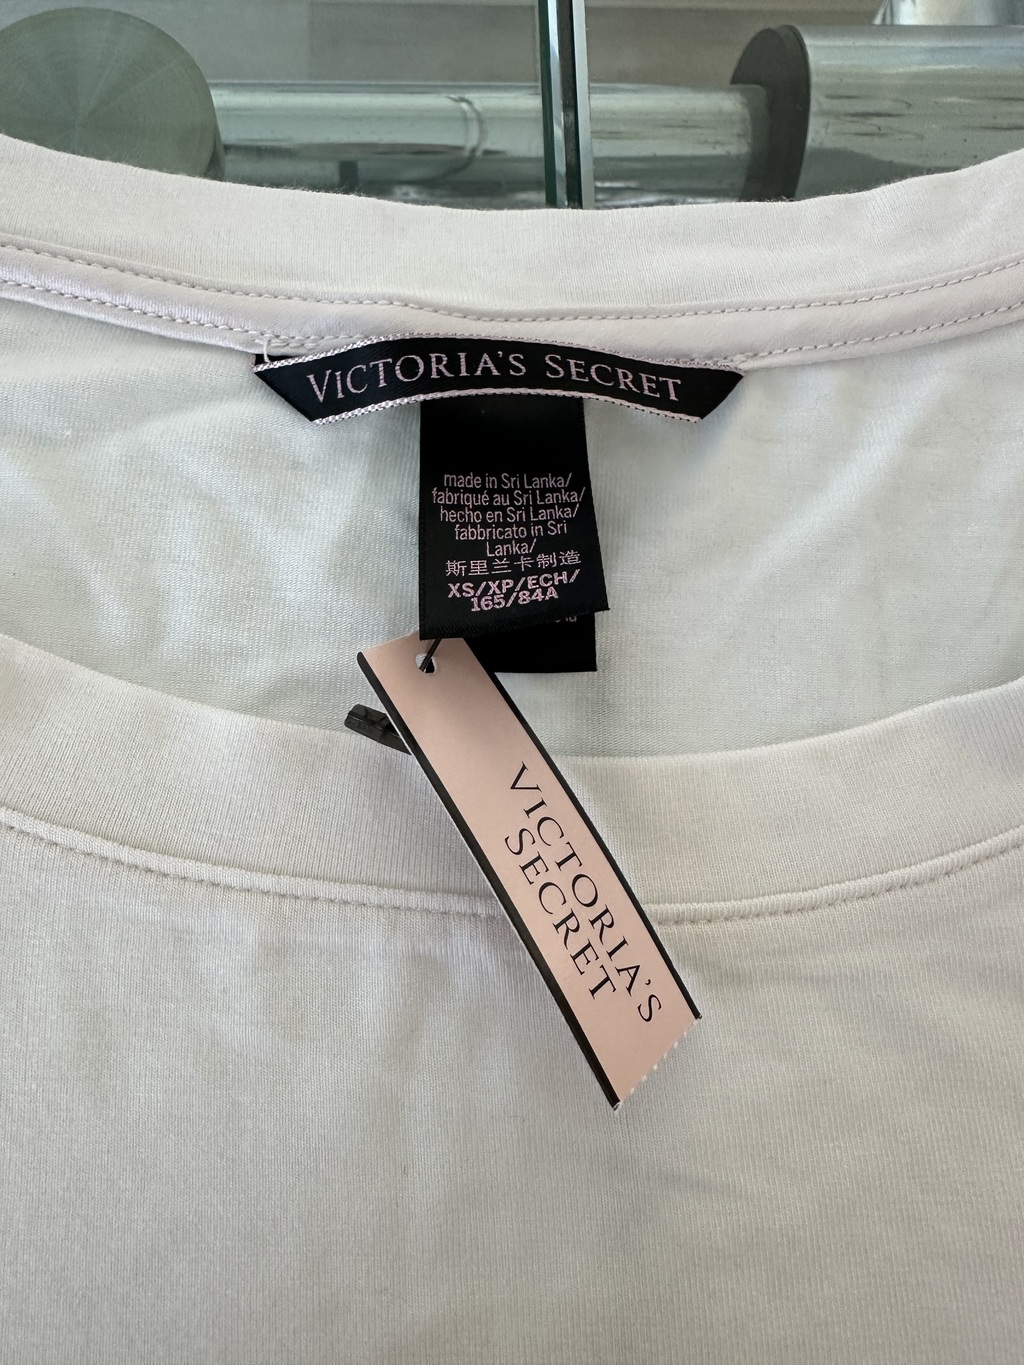 VICTORIA'S SECRET
made in Sri Lanka/
fabriqué au Sri Lanka/
hecho en Sri Lanka/
fabbricato in Sri
Lanka/
斯里兰卡制造
XS/XP/ECH/
165/84A
VICTORIA'S
SECRET